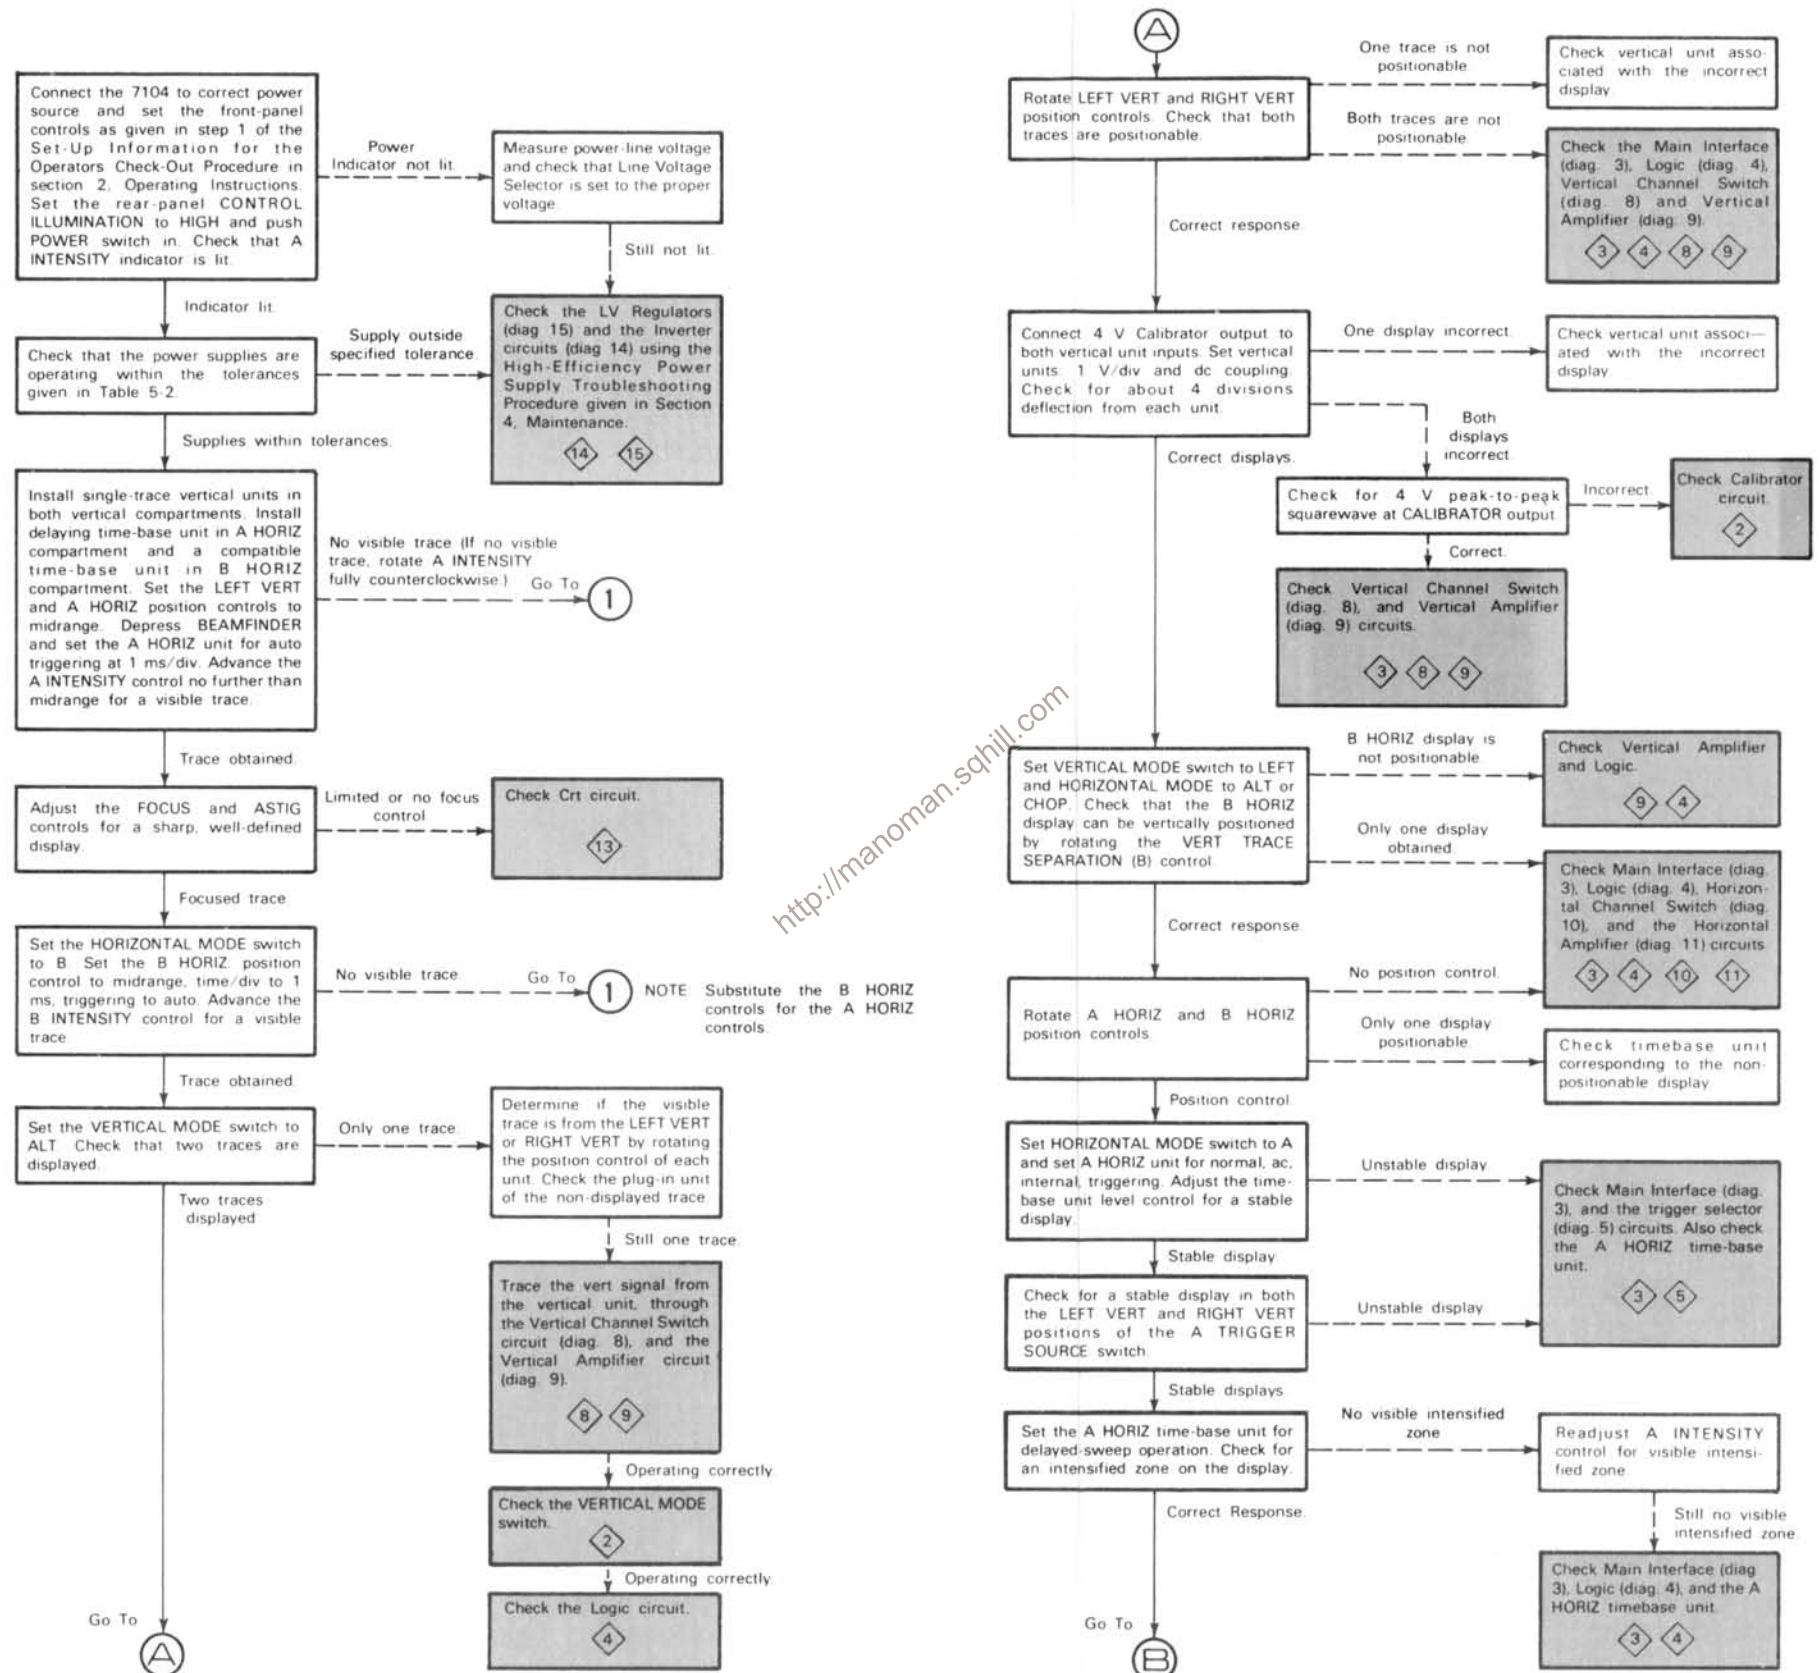 Connect the 7104 to correct power
source and set the front-panel
controls as given in step 1 of the
Set-Up Information for the
Operators Check-Out Procedure in
section 2, Operating Instructions.
Set the rear-panel CONTROL
ILLUMINATION to HIGH and push
POWER switch in. Check that A
INTENSITY indicator is lit.
Power
Indicator not lit.
Measure power-line voltage
and check that Line Voltage
Selector is set to the proper
voltage.
Still not lit.
Indicator lit.
Check that the power supplies are
operating within the tolerances
given in Table 5-2.
Supply outside
specified tolerance.
Check the LV Regulators
(diag 15) and the Inverter
circuits (diag 14) using the
High-Efficiency Power
Supply Troubleshooting
Procedure given in Section
4, Maintenance.
14 15
Supplies within tolerances.
Install single-trace vertical units in
both vertical compartments. Install
delaying time-base unit in A HORIZ
compartment and a compatible
time-base unit in B HORIZ
compartment. Set the LEFT VERT
and A HORIZ position controls to
midrange. Depress BEAMFINDER
and set the A HORIZ unit for auto
triggering at 1 ms/div. Advance the
A INTENSITY control no further than
midrange for a visible trace.
No visible trace (If no visible
trace, rotate A INTENSITY
fully counterclockwise.) Go To
1
Trace obtained.
Adjust the FOCUS and ASTIG
controls for a sharp, well-defined
display.
Limited or no focus
control
Check Crt circuit.
13
Focused trace
Set the HORIZONTAL MODE switch
to B Set the B HORIZ. position
control to midrange, time/div to 1
ms, triggering to auto. Advance the
B INTENSITY control for a visible
trace
No visible trace. Go To
1
NOTE Substitute the B HORIZ
controls for the A HORIZ
controls.
Trace obtained.
Set the VERTICAL MODE switch to
ALT Check that two traces are
displayed.
Only one trace.
Determine if the visible
trace is from the LEFT VERT
or RIGHT VERT by rotating
the position control of each
unit. Check the plug-in unit
of the non-displayed trace.
Still one trace.
Two traces
displayed
Trace the vert signal from
the vertical unit, through
the Vertical Channel Switch
circuit (diag. 8), and the
Vertical Amplifier circuit
(diag. 9).
8 9
Operating correctly.
Check the VERTICAL MODE
switch.
2
Operating correctly
Check the Logic circuit.
4
Go To
A
A
Rotate LEFT VERT and RIGHT VERT
position controls. Check that both
traces are positionable.
One trace is not
positionable
Check vertical unit asso-
ciated with the incorrect
display
Both traces are not
positionable.
Check the Main Interface
(diag. 3), Logic (diag. 4),
Vertical Channel Switch
(diag. 8) and Vertical
Amplifier (diag. 9).
3 4 8 9
Correct response.
Connect 4 V Calibrator output to
both vertical unit inputs. Set vertical
units: 1 V/div and dc coupling.
Check for about 4 divisions
deflection from each unit.
One display incorrect.
Check vertical unit associ—
ated with the incorrect
display.
Both
displays
incorrect
Correct displays.
Check for 4 V peak-to-peak
squarewave at CALIBRATOR output
Incorrect.
Check Calibrator
circuit.
2
Correct.
Check Vertical Channel Switch
(diag. 8), and Vertical Amplifier
(diag. 9) circuits.
3 8 9
http://manoman.sqhill.com
Set VERTICAL MODE switch to LEFT
and HORIZONTAL MODE to ALT or
CHOP. Check that the B HORIZ
display can be vertically positioned
by rotating the VERT TRACE
SEPARATION (B) control.
B HORIZ display is
not positionable.
Check Vertical Amplifier
and Logic.
9 4
Only one display
obtained.
Check Main Interface (diag.
3), Logic (diag. 4), Horizon-
tal Channel Switch (diag.
10), and the Horizontal
Amplifier (diag. 11) circuits
3 4 10 11
Correct response
Rotate A HORIZ and B HORIZ
position controls
No position control.
Only one display
positionable.
Check timebase unit
corresponding to the non-
positionable display
Position control.
Set HORIZONTAL MODE switch to A
and set A HORIZ unit for normal, ac,
internal, triggering. Adjust the time-
base unit level control for a stable
display.
Unstable display
Check Main Interface (diag.
3), and the trigger selector
(diag. 5) circuits. Also check
the A HORIZ time-base
unit.
3 5
Stable display.
Check for a stable display in both
the LEFT VERT and RIGHT VERT
positions of the A TRIGGER
SOURCE switch.
Unstable display.
Stable displays
Set the A HORIZ time-base unit for
delayed-sweep operation. Check for
an intensified zone on the display.
No visible intensified
zone
Readjust A INTENSITY
control for visible intensi-
fied zone
Still no visible
intensified zone.
Correct Response.
Check Main Interface (diag
3), Logic (diag. 4), and the A
HORIZ timebase unit.
3 4
Go To
B